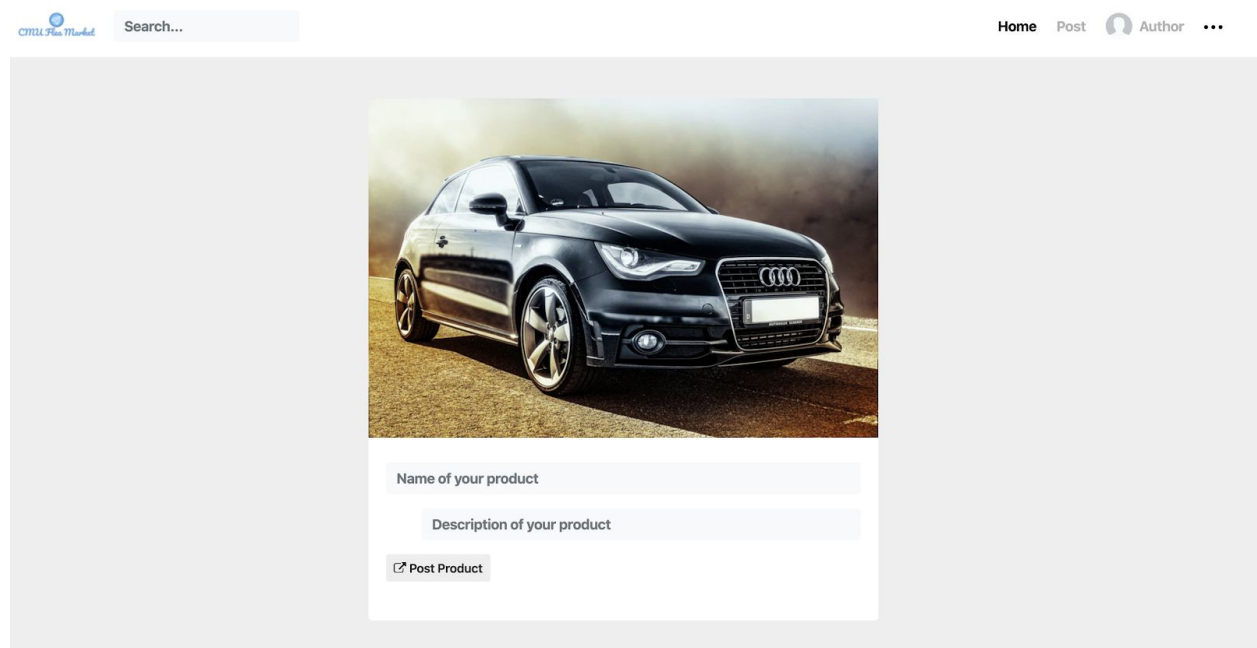 CMU Flea Market
Search...
Home
Post
Author
Name of your product
Description of your product
Post Product